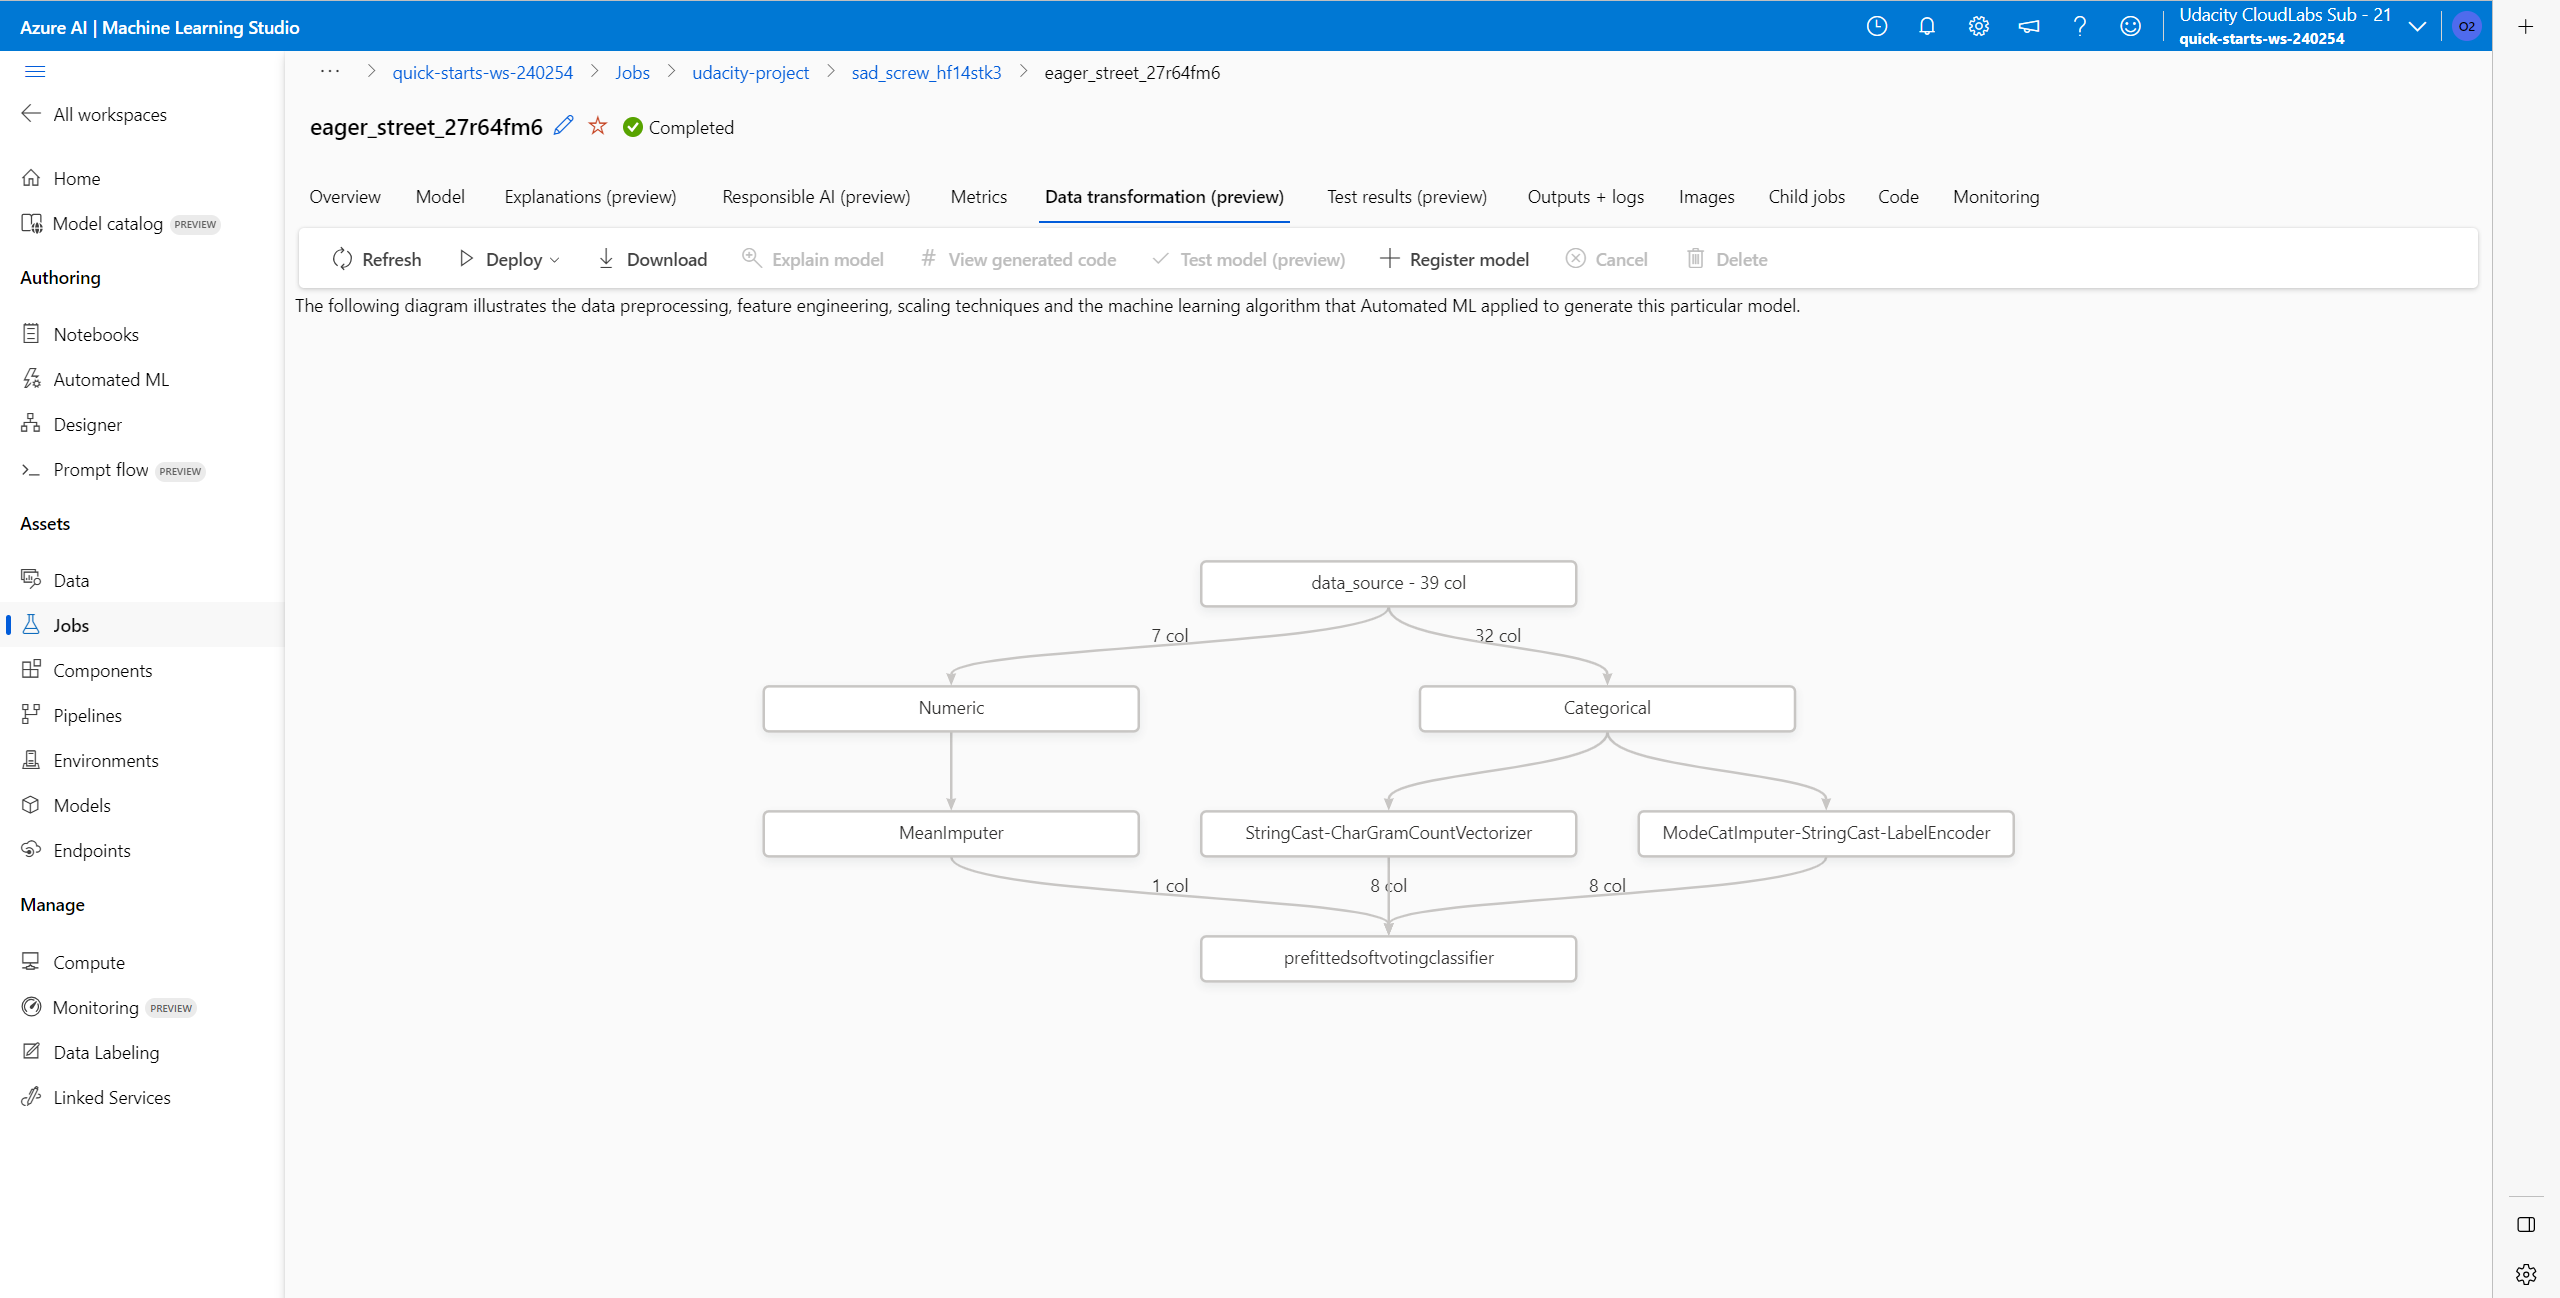 Azure AI | Machine Learning Studio
Udacity CloudLabs Sub - 21
quick-starts-ws-240254
O2
All workspaces
Home
Model catalog PREVIEW
Authoring
Notebooks
Automated ML
Designer
Prompt flow PREVIEW
Assets
Data
Jobs
Components
Pipelines
Environments
Models
Endpoints
Manage
Compute
Monitoring PREVIEW
Data Labeling
Linked Services
··· > quick-starts-ws-240254 > Jobs > udacity-project > sad_screw_hf14stk3 > eager_street_27r64fm6
eager_street_27r64fm6 Completed
Overview Model Explanations (preview) Responsible AI (preview) Metrics Data transformation (preview) Test results (preview) Outputs + logs Images Child jobs Code Monitoring
Refresh Deploy Download Explain model # View generated code Test model (preview) Register model Cancel Delete
The following diagram illustrates the data preprocessing, feature engineering, scaling techniques and the machine learning algorithm that Automated ML applied to generate this particular model.
data_source - 39 col
7 col 32 col
Numeric Categorical
MeanImputer StringCast-CharGramCountVectorizer ModeCatImputer-StringCast-LabelEncoder
1 col 8 col 8 col
prefittedsoftvotingclassifier